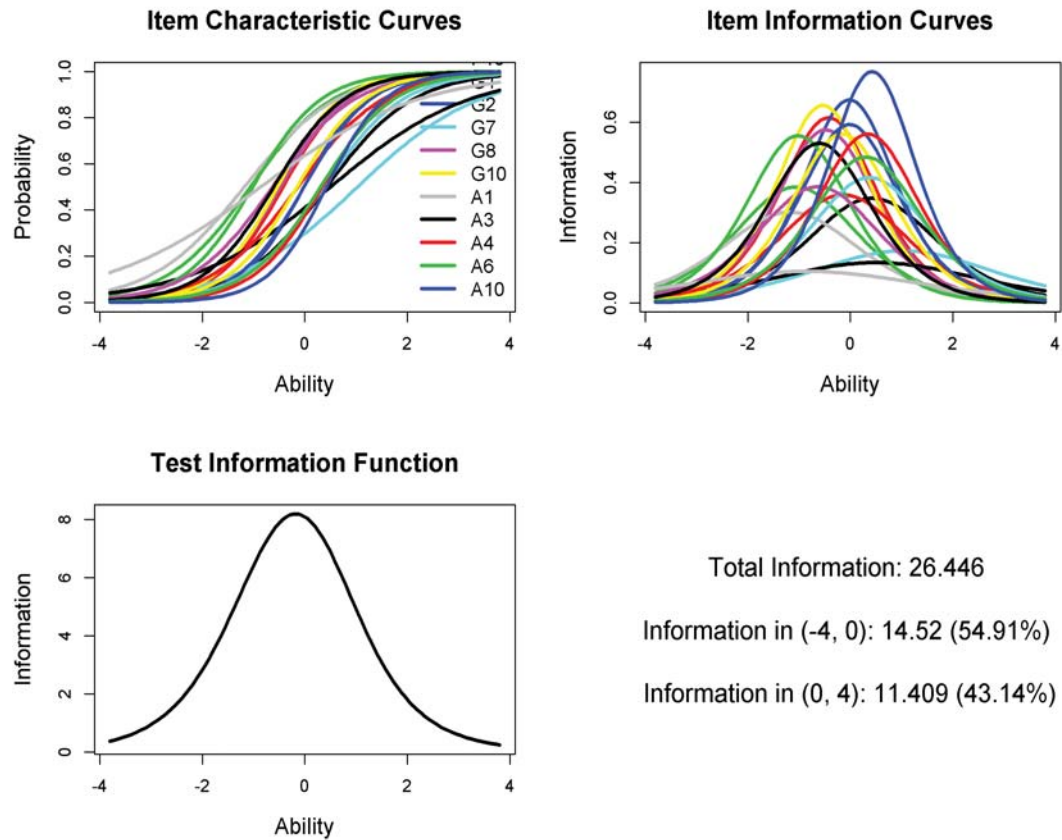 Item Characteristic Curves
Probability
0.0 0.2 0.4 0.6 0.8 1.0
G2
G7
G8
G10
A1
A3
A4
A6
A10
-4 -2 0 2 4
Ability
Item Information Curves
Information
0.0 0.2 0.4 0.6
-4 -2 0 2 4
Ability
Test Information Function
Information
0 2 4 6 8
-4 -2 0 2 4
Ability
Total Information: 26.446
Information in (-4, 0): 14.52 (54.91%)
Information in (0, 4): 11.409 (43.14%)